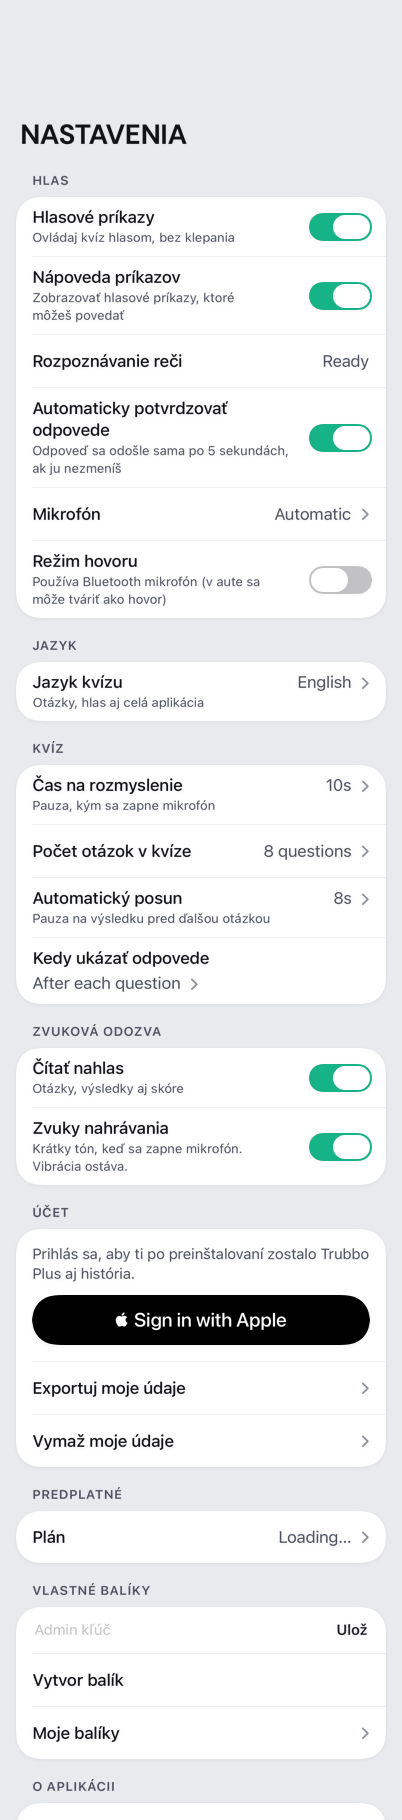 NASTAVENIA
HLAS
Hlasové príkazy
Ovládaj kvíz hlasom, bez klepania
Nápoveda príkazov
Zobrazovať hlasové príkazy, ktoré
môžeš povedať
Rozpoznávanie reči Ready
Automaticky potvrdzovať
odpovede
Odpoveď sa odošle sama po 5 sekundách,
ak ju nezmeníš
Mikrofón Automatic
Režim hovoru
Používa Bluetooth mikrofón (v aute sa
môže tváriť ako hovor)
JAZYK
Jazyk kvízu English
Otázky, hlas aj celá aplikácia
KVÍZ
Čas na rozmyslenie 10s
Pauza, kým sa zapne mikrofón
Počet otázok v kvíze 8 questions
Automatický posun 8s
Pauza na výsledku pred ďalšou otázkou
Kedy ukázať odpovede
After each question
ZVUKOVÁ ODOZVA
Čítať nahlas
Otázky, výsledky aj skóre
Zvuky nahrávania
Krátky tón, keď sa zapne mikrofón.
Vibrácia ostáva.
ÚČET
Prihlás sa, aby ti po preinštalovaní zostalo Trubbo
Plus aj história.
Sign in with Apple
Exportuj moje údaje
Vymaž moje údaje
PREDPLATNÉ
Plán Loading...
VLASTNÉ BALÍKY
Admin kľúč Ulož
Vytvor balík
Moje balíky
O APLIKÁCII